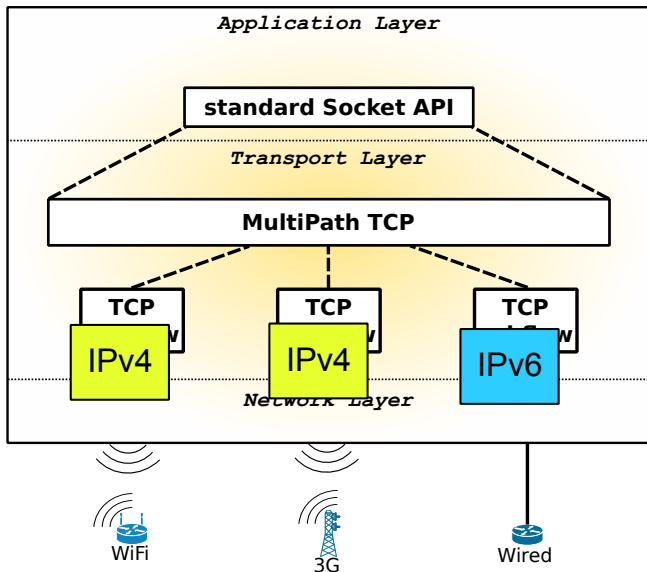 Application Layer
standard Socket API
Transport Layer
MultiPath TCP
TCP
TCP
TCP
IPv4
IPv4
IPv6
Network Layer
WiFi
3G
Wired